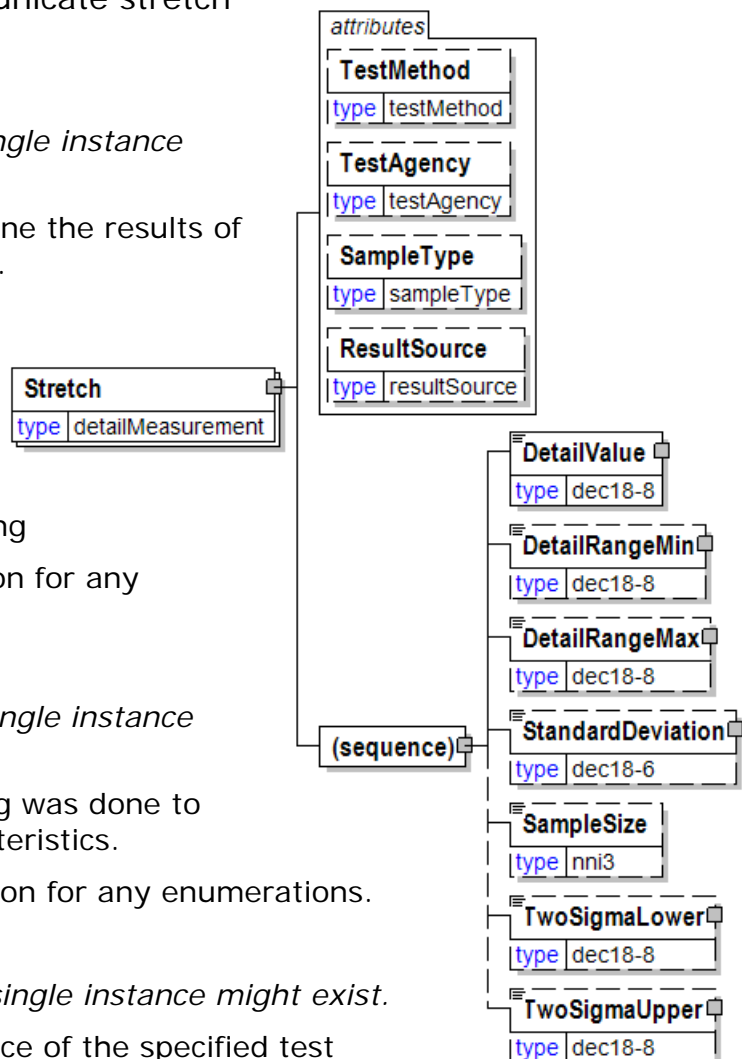 unicate stretch
ngle instance
ne the results of
.
ng
on for any
ngle instance
g was done to
teristics.
on for any enumerations.
single instance might exist.
ce of the specified test
attributes
TestMethod
type testMethod
TestAgency
type testAgency
SampleType
type sampleType
ResultSource
type resultSource
Stretch
type detailMeasurement
(sequence)
DetailValue
type dec18-8
DetailRangeMin
type dec18-8
DetailRangeMax
type dec18-8
StandardDeviation
type dec18-6
SampleSize
type nni3
TwoSigmaLower
type dec18-8
TwoSigmaUpper
type dec18-8